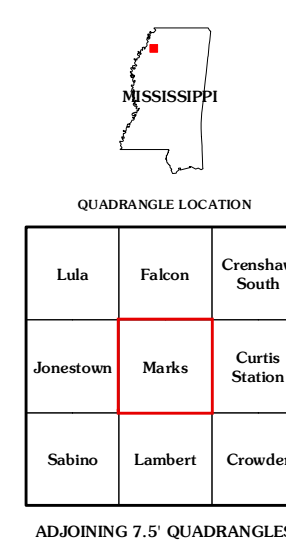 MISSISSIPPI
QUADRANGLE LOCATION
Lula Falcon Crenshaw
South
Jonestown Marks Curtis
Station
Sabino Lambert Crowder
ADJOINING 7.5' QUADRANGLES